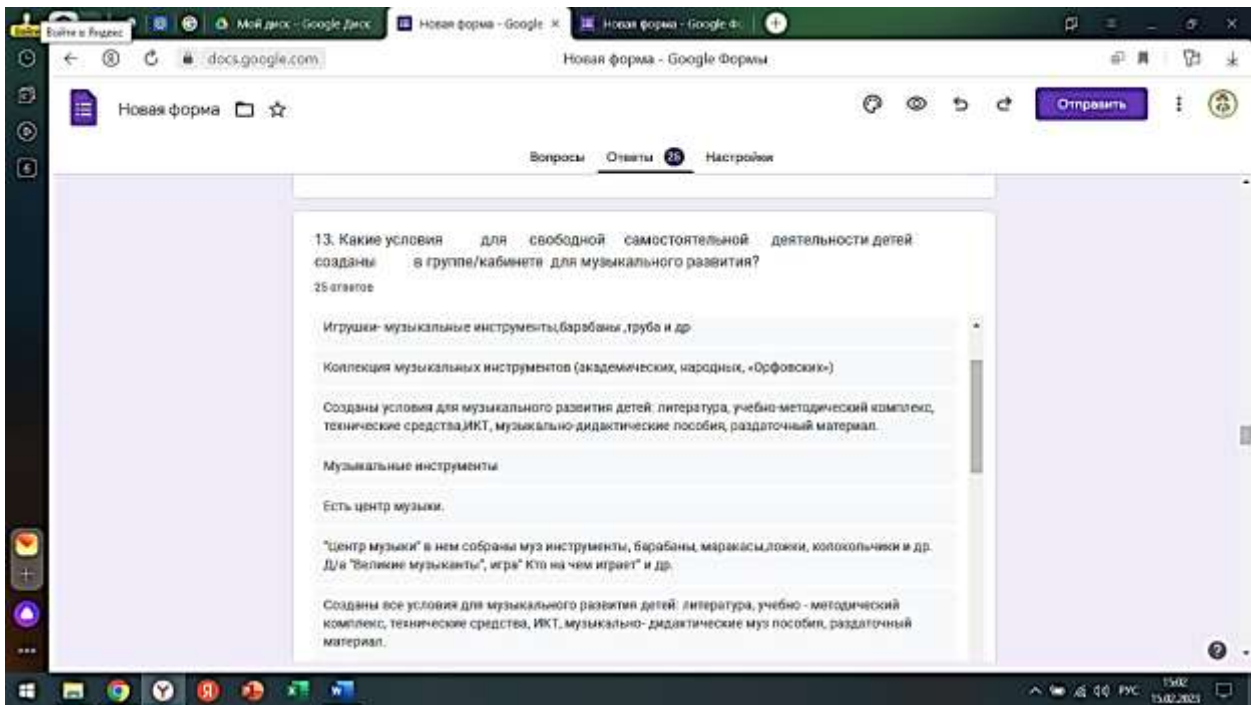 Войти в Яндекс
Мой диск - Google Диск
Новая форма - Google
Новая форма - Google Ф
docs.google.com
Новая форма - Google Формы
Новая форма
Отправить
Вопросы Ответы 25 Настройки
13. Какие условия для свободной самостоятельной деятельности детей
созданы в группе/кабинете для музыкального развития?
25 ответов
Игрушки- музыкальные инструменты,барабаны ,труба и др
Коллекция музыкальных инструментов (академических, народных, «Орфовских»)
Созданы условия для музыкального развития детей: литература, учебно-методический комплекс,
технические средства,ИКТ, музыкально-дидактические пособия, раздаточный материал.
Музыкальные инструменты
Есть центр музыки.
"Центр музыки" в нем собраны муз инструменты, барабаны, маракасы,ложки, колокольчики и др.
Д/и "Великие музыканты", игра" Кто на чем играет" и др.
Созданы все условия для музыкального развития детей: литература, учебно - методический
комплекс, технические средства, ИКТ, музыкально- дидактические муз пособия, раздаточный
материал.
РУС
15:02
15.02.2023